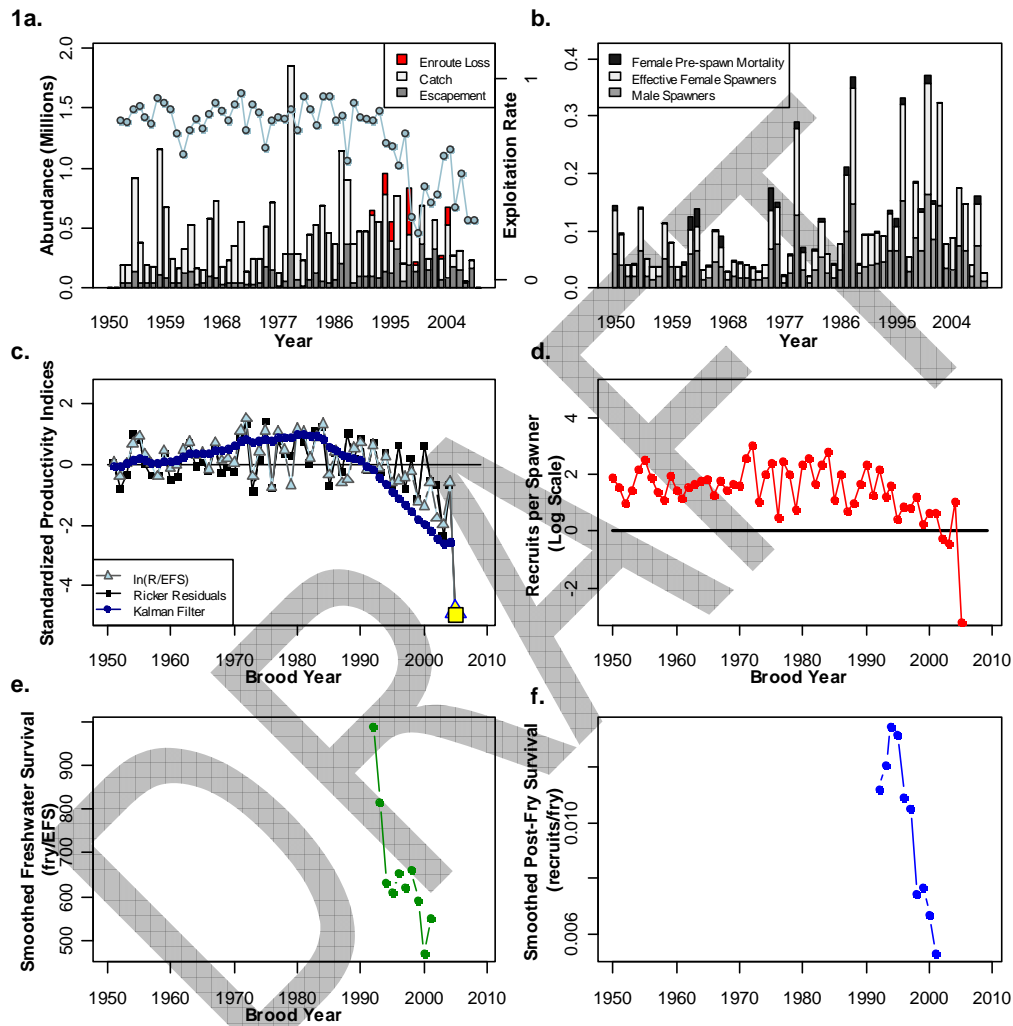 1a.
Abundance (Millions)
2.0
1.5
1.0
0.5
0.0
Enroute Loss
Catch
Escapement
1
0
Exploitation Rate
1950 1959 1968 1977 1986 1995 2004
Year
b.
0.4
0.3
0.2
0.1
0.0
Female Pre-spawn Mortality
Effective Female Spawners
Male Spawners
1950 1959 1968 1977 1986 1995 2004
Year
c.
Standardized Productivity Indices
2
0
-2
-4
ln(R/EFS)
Ricker Residuals
Kalman Filter
1950 1960 1970 1980 1990 2000 2010
Brood Year
d.
Recruits per Spawner
(Log Scale)
4
2
0
-2
1950 1960 1970 1980 1990 2000 2010
Brood Year
e.
Smoothed Freshwater Survival
(fry/EFS)
900
800
700
600
500
1950 1960 1970 1980 1990 2000 2010
Brood Year
f.
Smoothed Post-Fry Survival
(recruits/fry)
0.010
0.006
1950 1960 1970 1980 1990 2000 2010
Brood Year
DRAFT